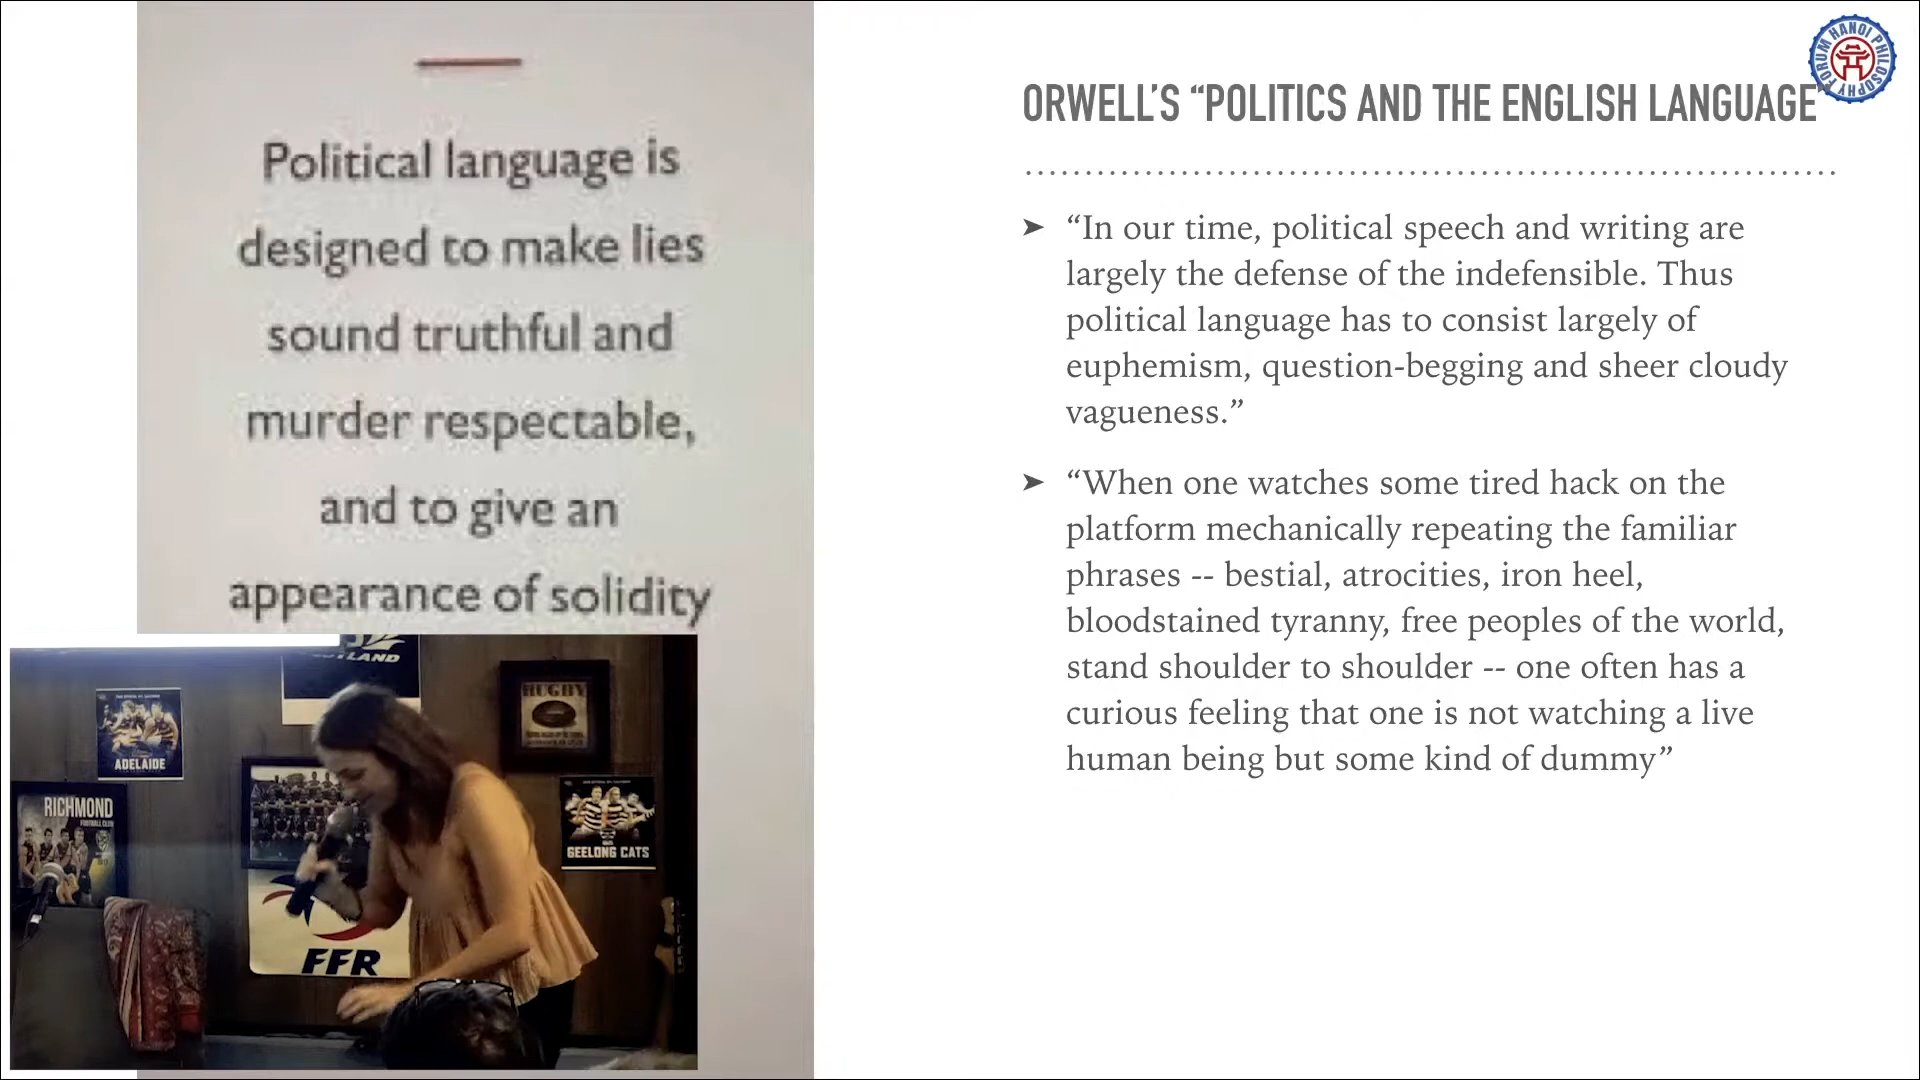 Political language is
designed to make lies
sound truthful and
murder respectable,
and to give an
appearance of solidity
ORWELL’S “POLITICS AND THE ENGLISH LANGUAGE”
➤ “In our time, political speech and writing are
largely the defense of the indefensible. Thus
political language has to consist largely of
euphemism, question-begging and sheer cloudy
vagueness.”
➤ “When one watches some tired hack on the
platform mechanically repeating the familiar
phrases -- bestial, atrocities, iron heel,
bloodstained tyranny, free peoples of the world,
stand shoulder to shoulder -- one often has a
curious feeling that one is not watching a live
human being but some kind of dummy”
HANOI PHILOSOPHY FORUM
ADELAIDE
RICHMOND
FOOTBALL CLUB
RUGBY
GEELONG CATS
FFR